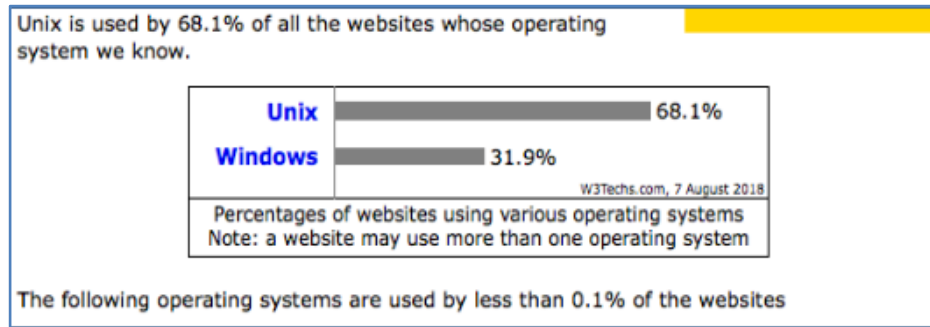 Unix is used by 68.1% of all the websites whose operating
system we know.
Unix 68.1%
Windows 31.9%
W3Techs.com, 7 August 2018
Percentages of websites using various operating systems
Note: a website may use more than one operating system
The following operating systems are used by less than 0.1% of the websites